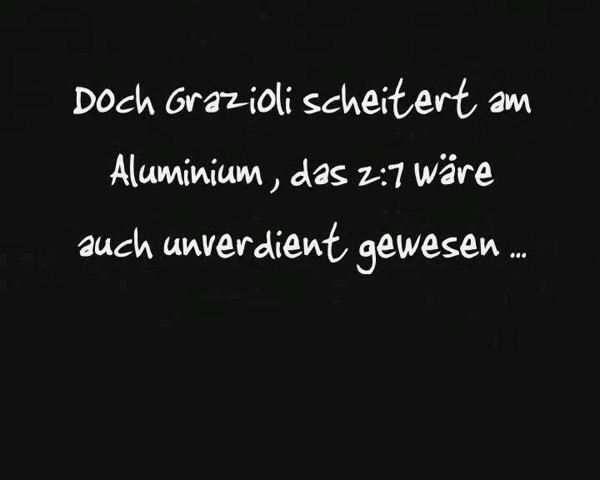 Doch Grazioli scheitert am
Aluminium, das 2:7 wäre
auch unverdient gewesen ...